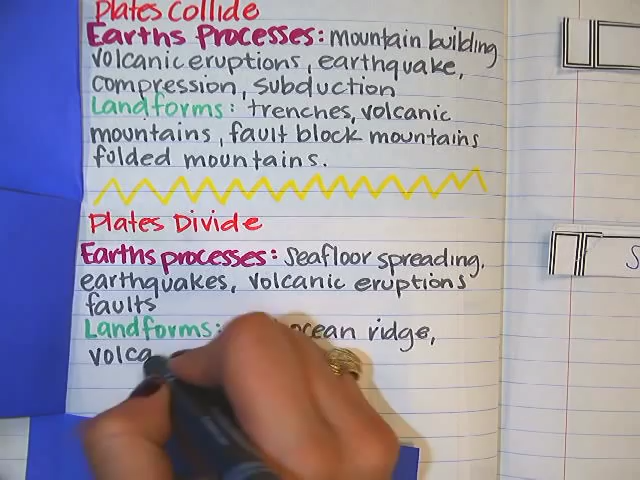 Plates Collide
Earths Processes: mountain building
volcanic eruptions, earthquake,
compression, subduction
Landforms: trenches, volcanic
mountains, fault block mountains
folded mountains.
Plates Divide
Earths processes: seafloor spreading.
earthquakes, volcanic eruptions
faults
Landforms: ocean ridge,
volca
S